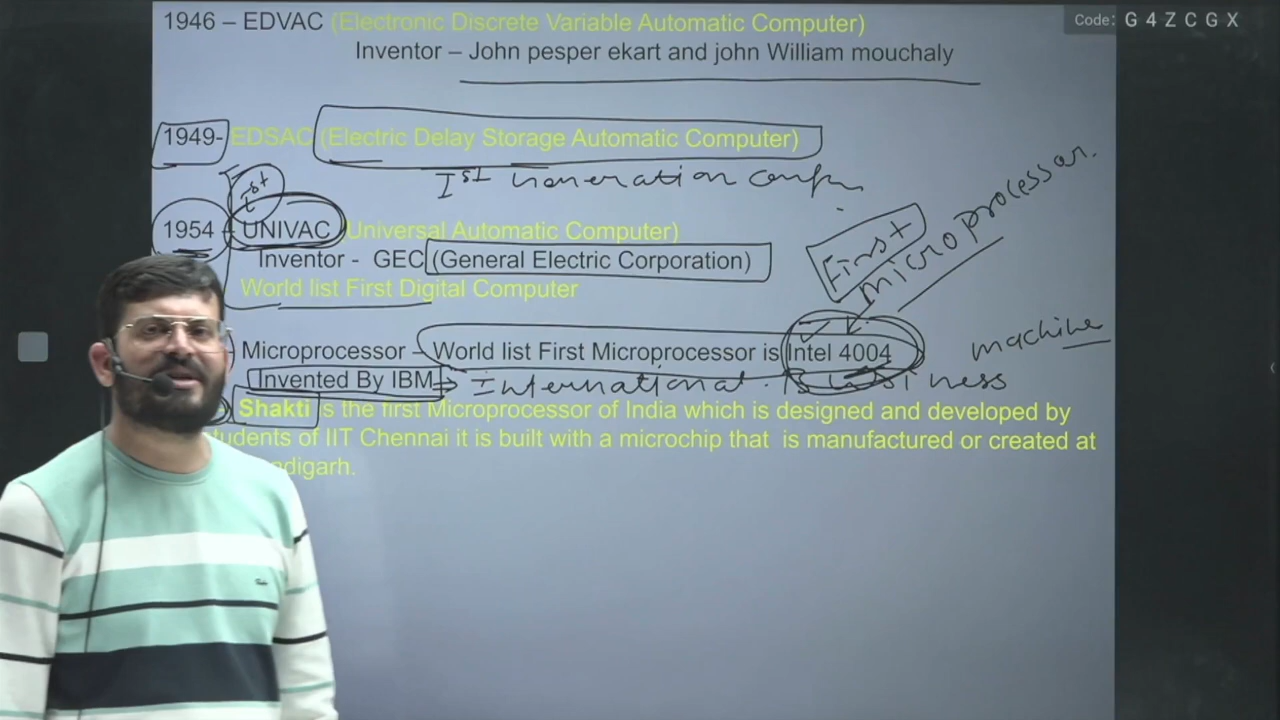 1946 – EDVAC (Electronic Discrete Variable Automatic Computer)
Code: G 4 Z C G X
Inventor – John pesper ekart and john William mouchaly
1949- EDSAC (Electric Delay Storage Automatic Computer)
Ist Generation
1954 - UNIVAC (Universal Automatic Computer)
Inventor - GEC (General Electric Corporation)
First
microprocessor.
World list First Digital Computer
Microprocessor – World list First Microprocessor is Intel 4004
machine
Invented By IBM International Business
Shakti is the first Microprocessor of India which is designed and developed by
students of IIT Chennai it is built with a microchip that is manufactured or created at
ndigarh.